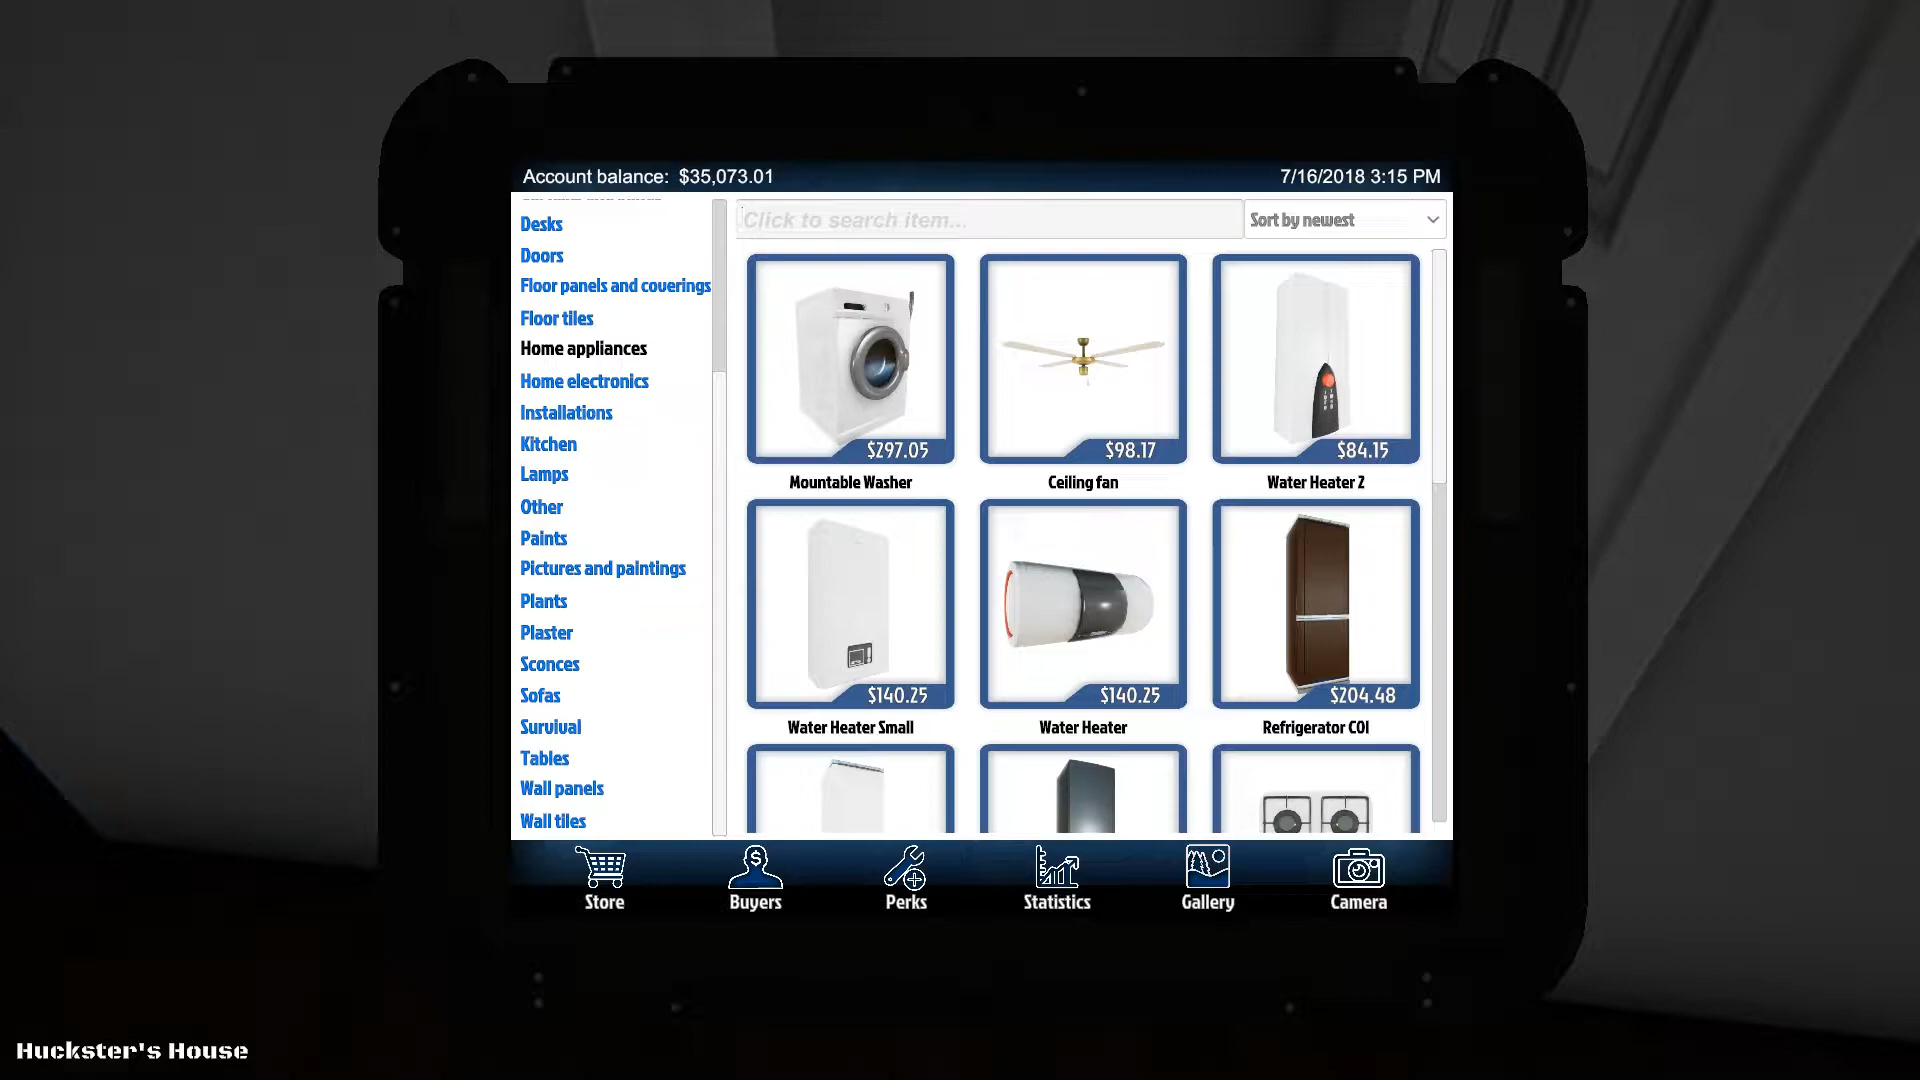 Account balance: $35,073.01
7/16/2018 3:15 PM
Click to search item...
Sort by newest
Desks
Doors
Floor panels and coverings
Floor tiles
Home appliances
Home electronics
Installations
Kitchen
Lamps
Other
Paints
Pictures and paintings
Plants
Plaster
Sconces
Sofas
Survival
Tables
Wall panels
Wall tiles
$297.05
Mountable Washer
$98.17
Ceiling fan
$84.15
Water Heater 2
$140.25
Water Heater Small
$140.25
Water Heater
$204.48
Refrigerator C01
Store
Buyers
Perks
Statistics
Gallery
Camera
Huckster's House